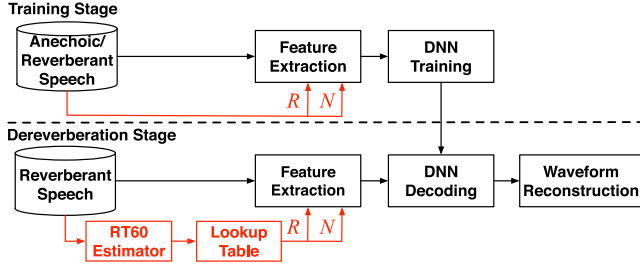 Training Stage
Anechoic/
Reverberant
Speech
Feature
Extraction
DNN
Training
R N
Dereverberation Stage
Reverberant
Speech
Feature
Extraction
DNN
Decoding
Waveform
Reconstruction
RT60
Estimator
Lookup
Table
R N